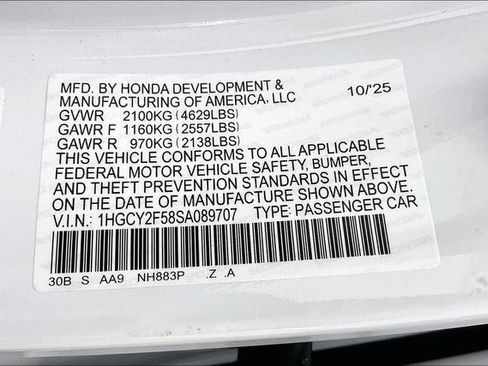 MFD. BY HONDA DEVELOPMENT &
MANUFACTURING OF AMERICA, LLC 10/'25
GVWR 2100KG (4629LBS)
GAWR F 1160KG (2557LBS)
GAWR R 970KG (2138LBS)
THIS VEHICLE CONFORMS TO ALL APPLICABLE
FEDERAL MOTOR VEHICLE SAFETY, BUMPER,
AND THEFT PREVENTION STANDARDS IN EFFECT
ON THE DATE OF MANUFACTURE SHOWN ABOVE.
V.I.N.: 1HGCY2F58SA089707 TYPE: PASSENGER CAR
30B S AA9 NH883P .Z .A